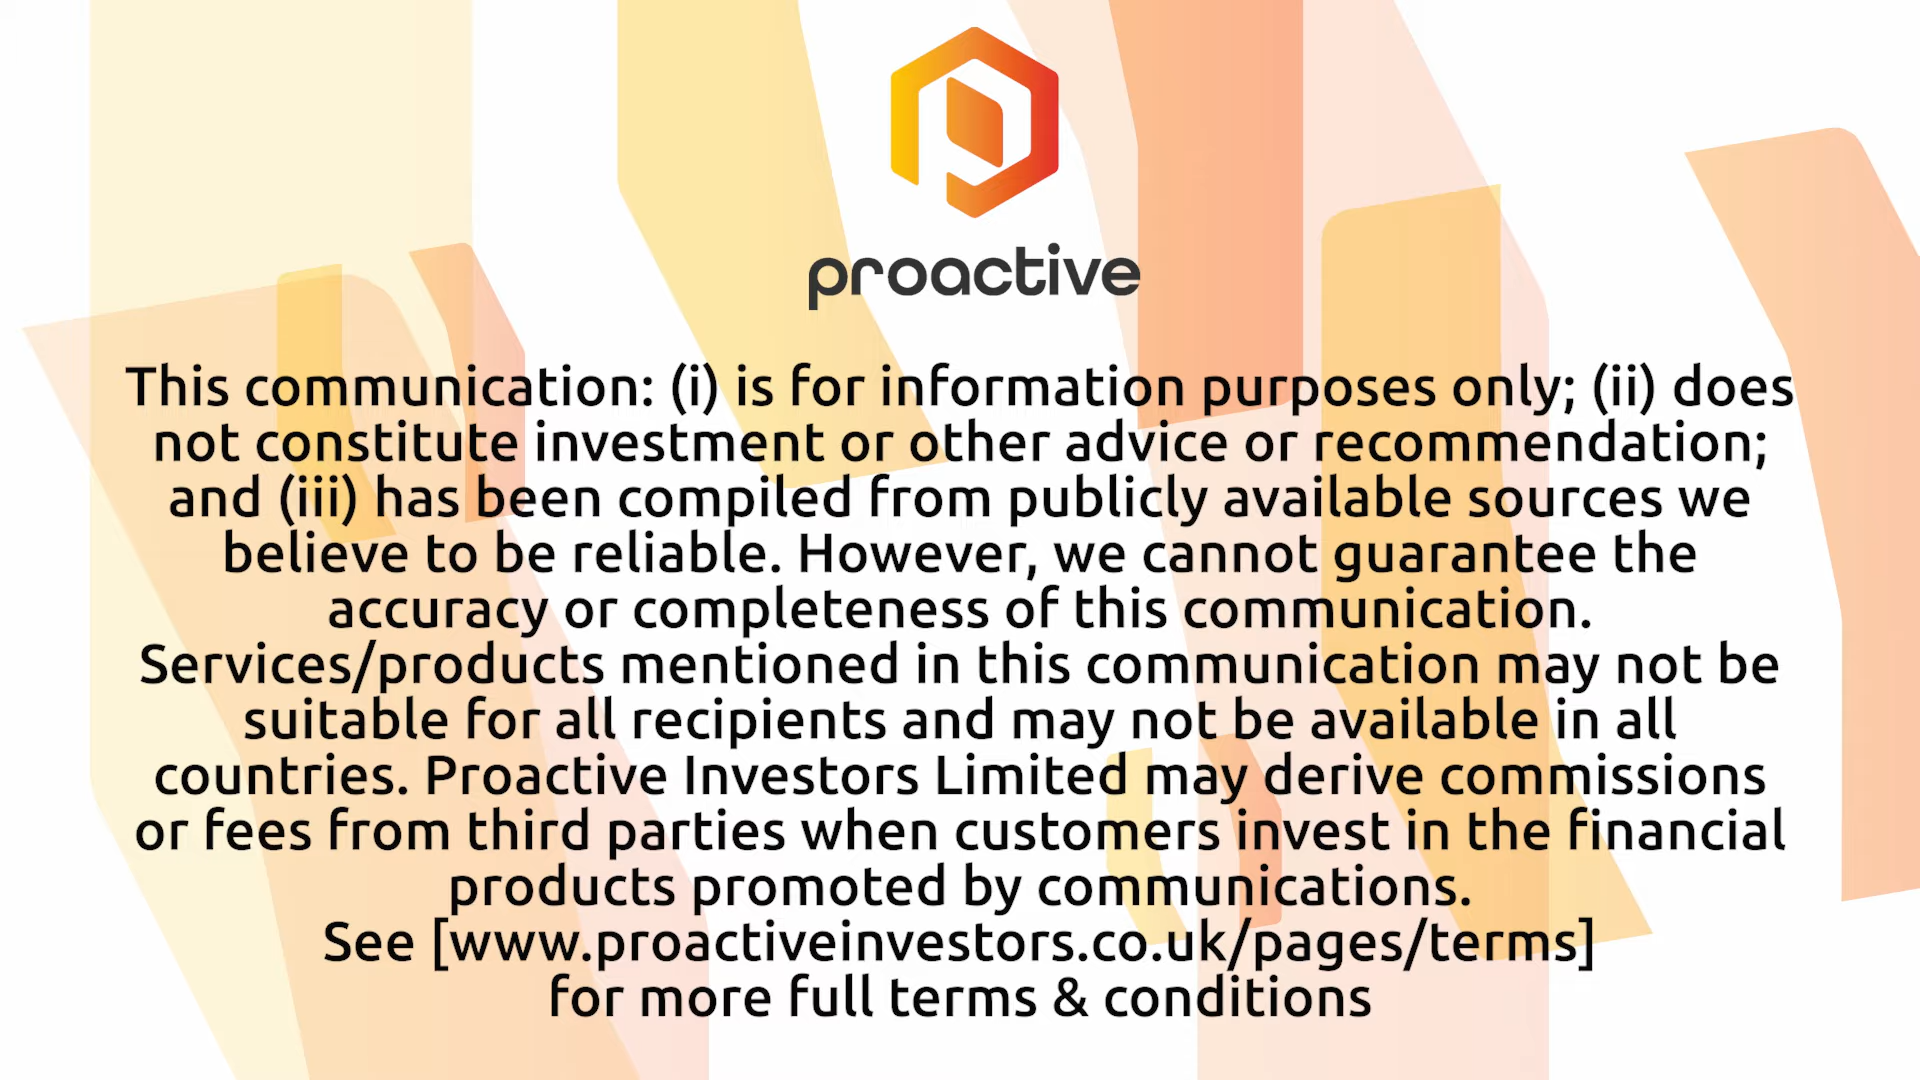 proactive
This communication: (i) is for information purposes only; (ii) does
not constitute investment or other advice or recommendation;
and (iii) has been compiled from publicly available sources we
believe to be reliable. However, we cannot guarantee the
accuracy or completeness of this communication.
Services/products mentioned in this communication may not be
suitable for all recipients and may not be available in all
countries. Proactive Investors Limited may derive commissions
or fees from third parties when customers invest in the financial
products promoted by communications.
See [www.proactiveinvestors.co.uk/pages/terms]
for more full terms & conditions